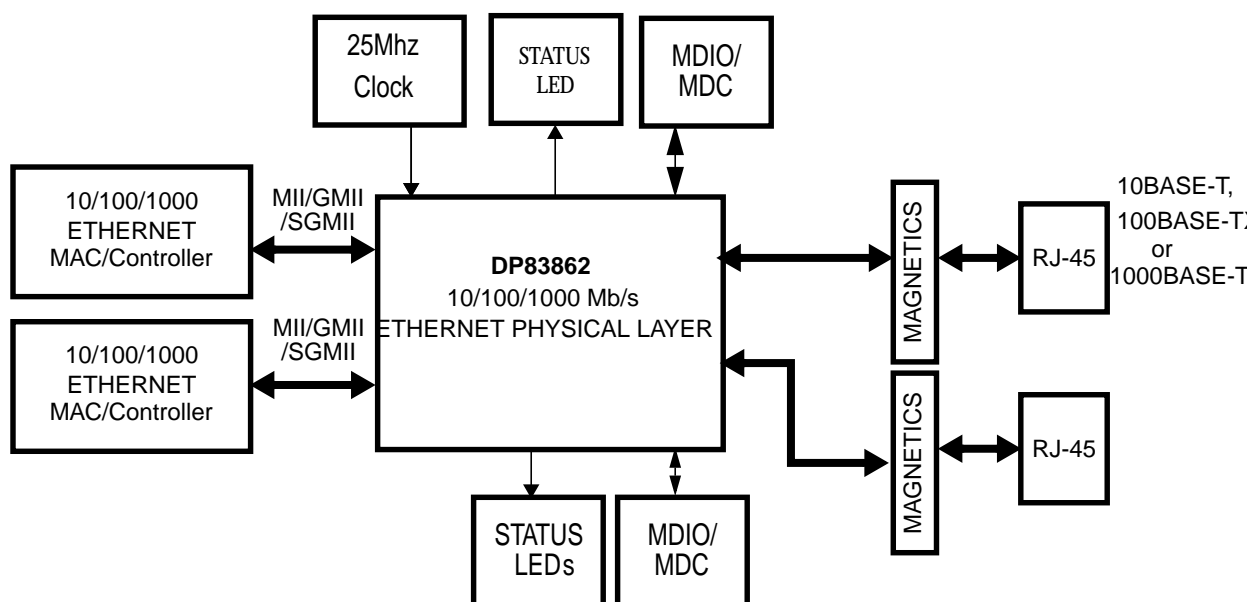 25Mhz
Clock
STATUS
LED
MDIO/
MDC
10/100/1000
ETHERNET
MAC/Controller
MII/GMII
/SGMII
DP83862
10/100/1000 Mb/s
ETHERNET PHYSICAL LAYER
MAGNETICS
RJ-45
10BASE-T,
100BASE-TX
or
1000BASE-T
10/100/1000
ETHERNET
MAC/Controller
MII/GMII
/SGMII
MAGNETICS
RJ-45
STATUS
LEDs
MDIO/
MDC